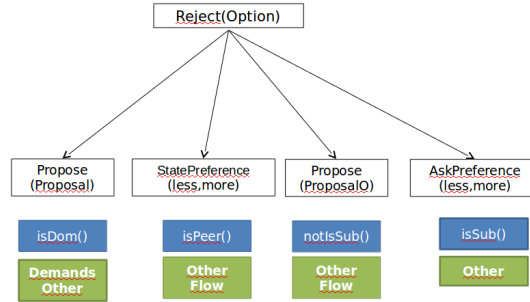 Reject(Option)
Propose
(Proposal)
StatePreference
(less,more)
Propose
(ProposalO)
AskPreference
(less,more)
isDom()
isPeer()
notIsSub()
isSub()
Demands
Other
Other
Flow
Other
Flow
Other